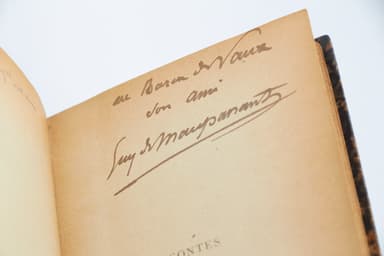 au Baron de Vaux
son ami
Guy de Maupassant
CONTES